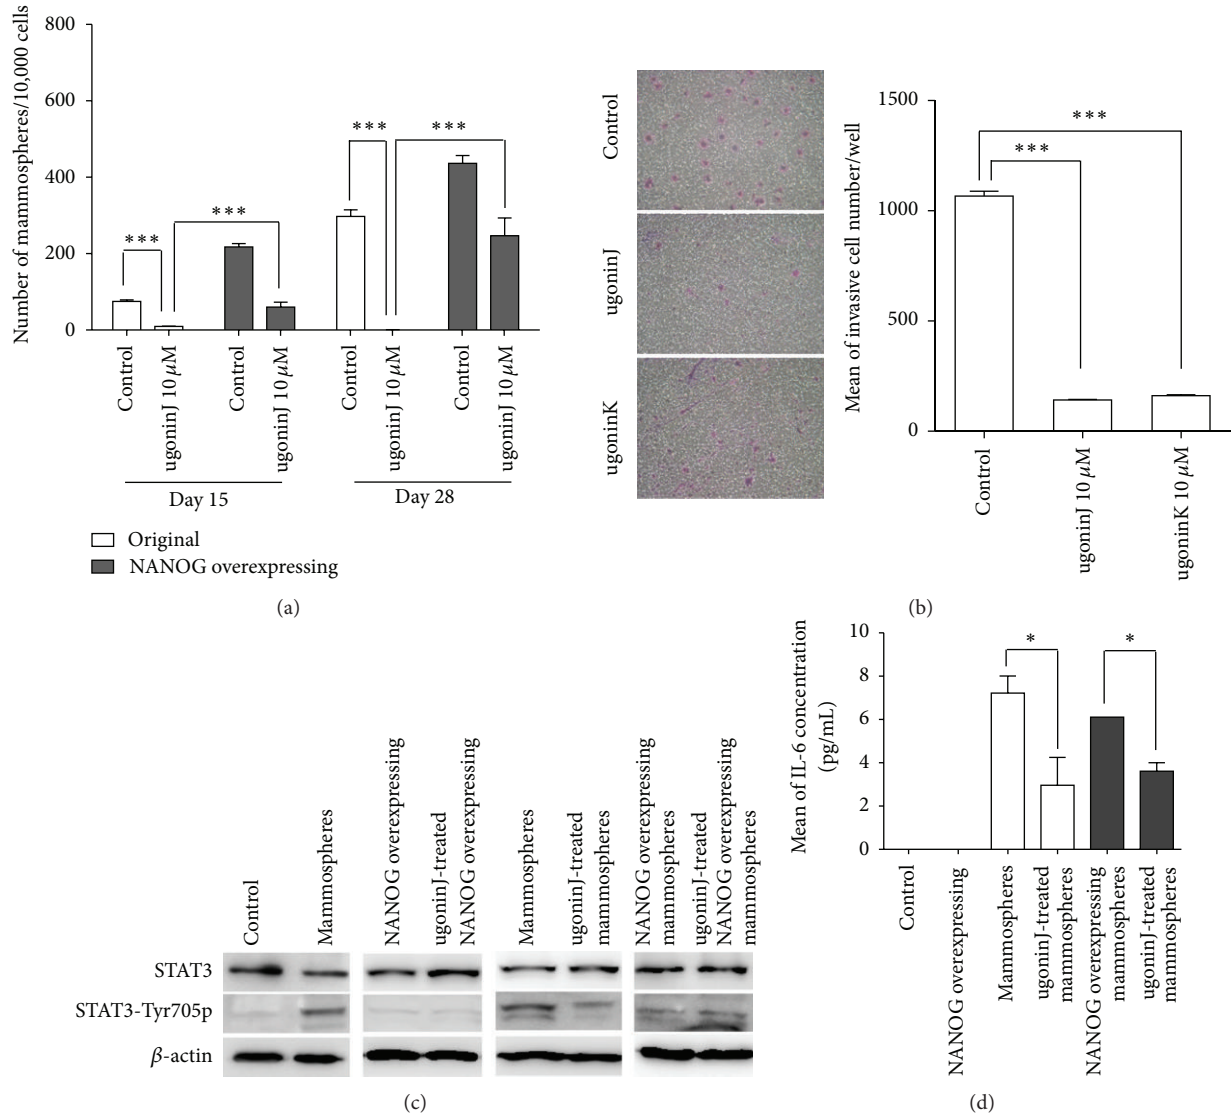 Number of mammospheres/10,000 cells
800
600
400
200
0
***
***
***
***
Control
ugoninJ 10 μM
Control
ugoninJ 10 μM
Control
ugoninJ 10 μM
Control
ugoninJ 10 μM
Day 15
Day 28
Original
NANOG overexpressing
(a)
Control
ugoninJ
ugoninK
Mean of invasive cell number/well
1500
1000
500
0
***
***
Control
ugoninJ 10 μM
ugoninK 10 μM
(b)
Control
Mammospheres
NANOG overexpressing
ugoninJ-treated
NANOG overexpressing
Mammospheres
ugoninJ-treated
mammospheres
NANOG overexpressing
mammospheres
ugoninJ-treated
NANOG overexpressing
mammospheres
STAT3
STAT3-Tyr705p
β-actin
(c)
Mean of IL-6 concentration
(pg/mL)
10
8
6
4
2
0
*
*
Control
NANOG overexpressing
Mammospheres
ugoninJ-treated
mammospheres
NANOG overexpressing
mammospheres
ugoninJ-treated
mammospheres
(d)